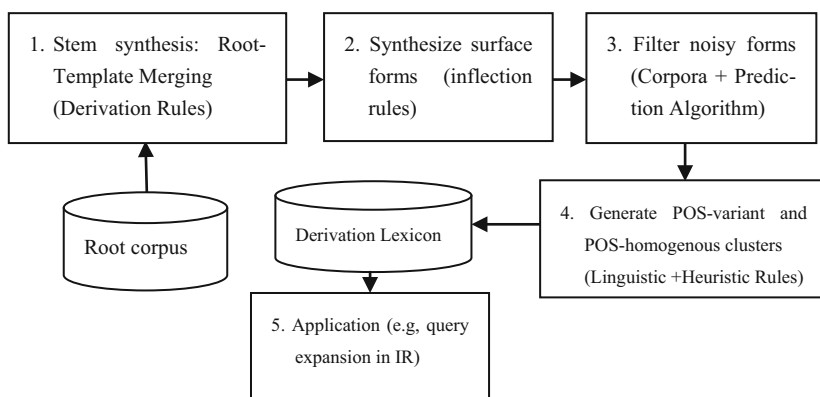 1. Stem synthesis: Root-
Template Merging
(Derivation Rules)
2. Synthesize surface
forms (inflection
rules)
3. Filter noisy forms
(Corpora + Predic-
tion Algorithm)
Root corpus
Derivation Lexicon
4. Generate POS-variant and
POS-homogenous clusters
(Linguistic +Heuristic Rules)
5. Application (e.g, query
expansion in IR)